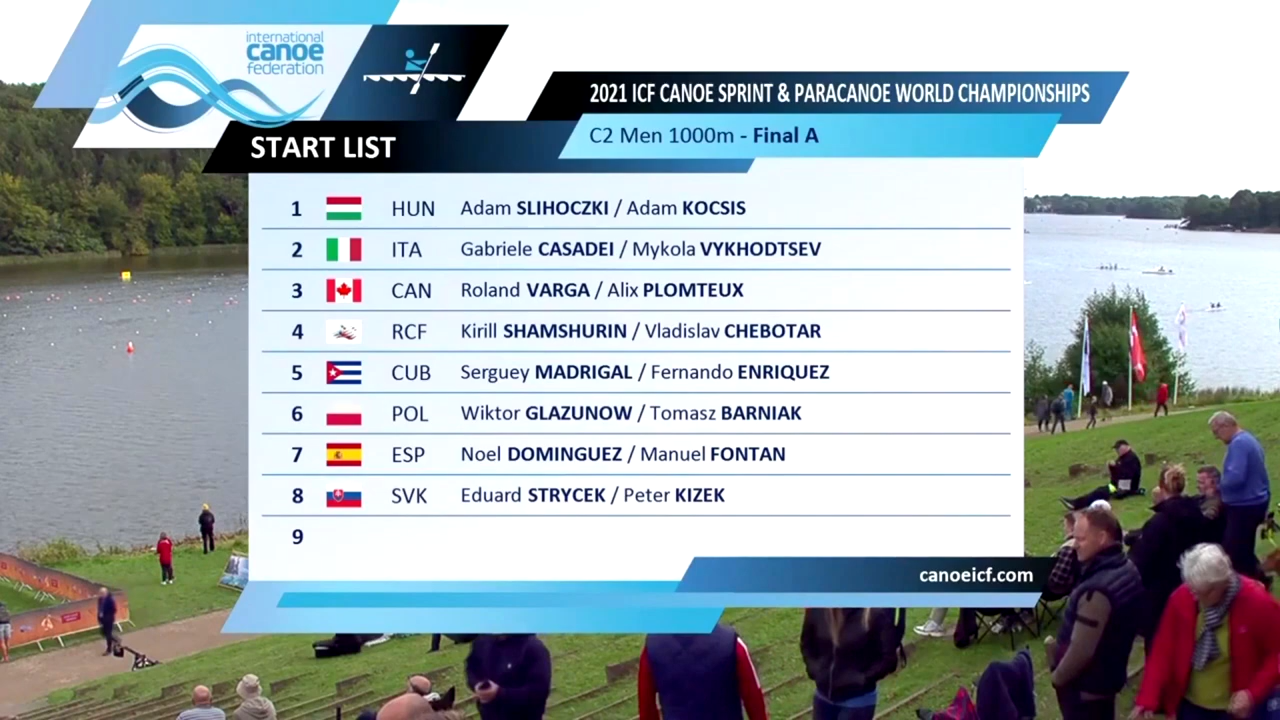 international
canoe
federation
2021 ICF CANOE SPRINT & PARACANOE WORLD CHAMPIONSHIPS
START LIST
C2 Men 1000m - Final A
1 HUN Adam SLIHOCZKI / Adam KOCSIS
2 ITA Gabriele CASADEI / Mykola VYKHODTSEV
3 CAN Roland VARGA / Alix PLOMTEUX
4 RCF Kirill SHAMSHURIN / Vladislav CHEBOTAR
5 CUB Serguey MADRIGAL / Fernando ENRIQUEZ
6 POL Wiktor GLAZUNOW / Tomasz BARNIAK
7 ESP Noel DOMINGUEZ / Manuel FONTAN
8 SVK Eduard STRYCEK / Peter KIZEK
9
canoeicf.com